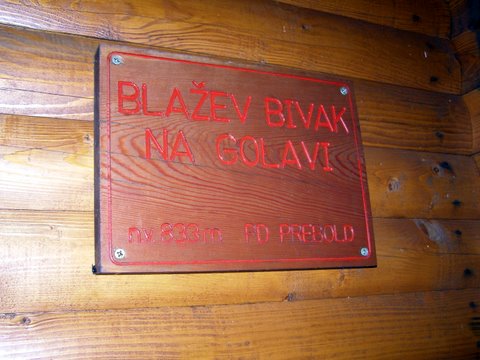 BLAŽEV BIVAK
NA GOLAVI
PD PREBOLD